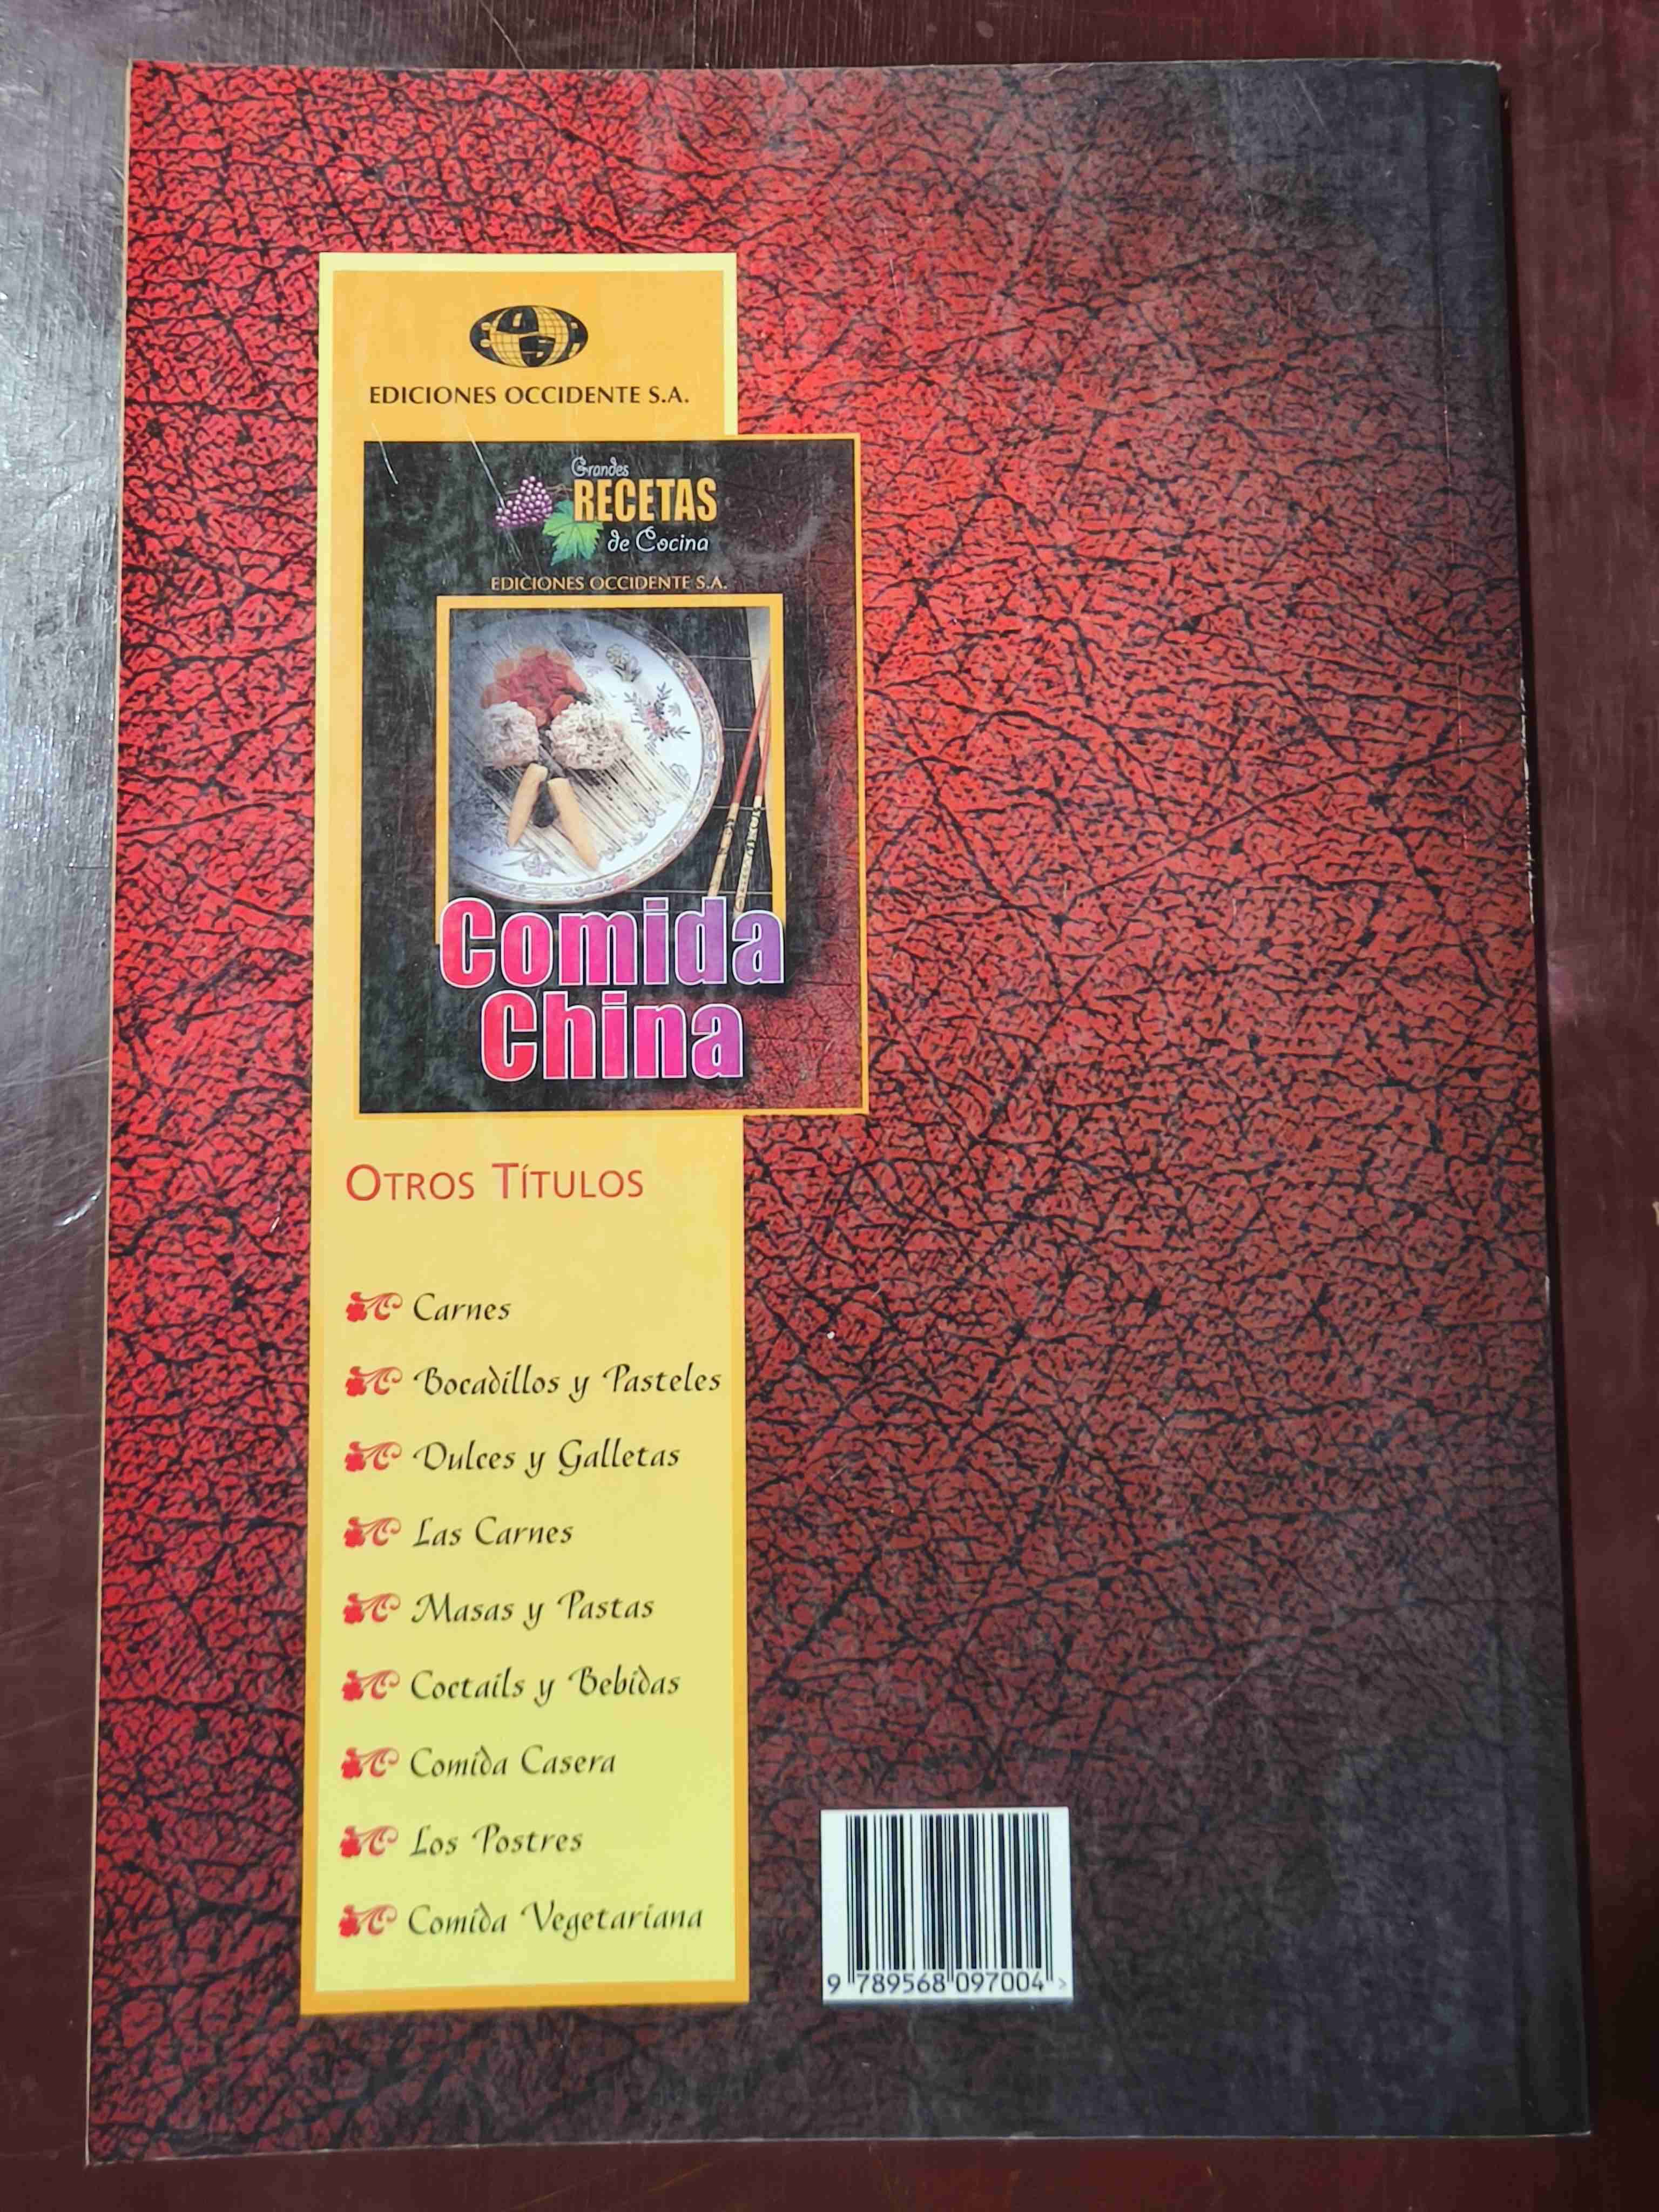 EOSA
EDICIONES OCCIDENTE S.A.
Grandes
RECETAS
de Cocina
EDICIONES OCCIDENTE S.A.
Comida
China
OTROS TÍTULOS
Carnes
Bocadillos y Pasteles
Dulces y Galletas
Las Carnes
Masas y Pastas
Coctails y Bebidas
Comida Casera
Los Postres
Comida Vegetariana
9 789568 097004 >